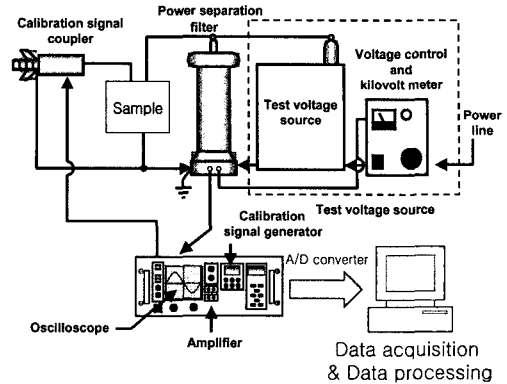 Calibration signal
coupler
Power separation
filter
Voltage control
and
kilovolt meter
Sample
Test voltage
source
Power
line
Test voltage source
Calibration
signal generator
A/D converter
Oscilloscope
Amplifier
Data acquisition
& Data processing